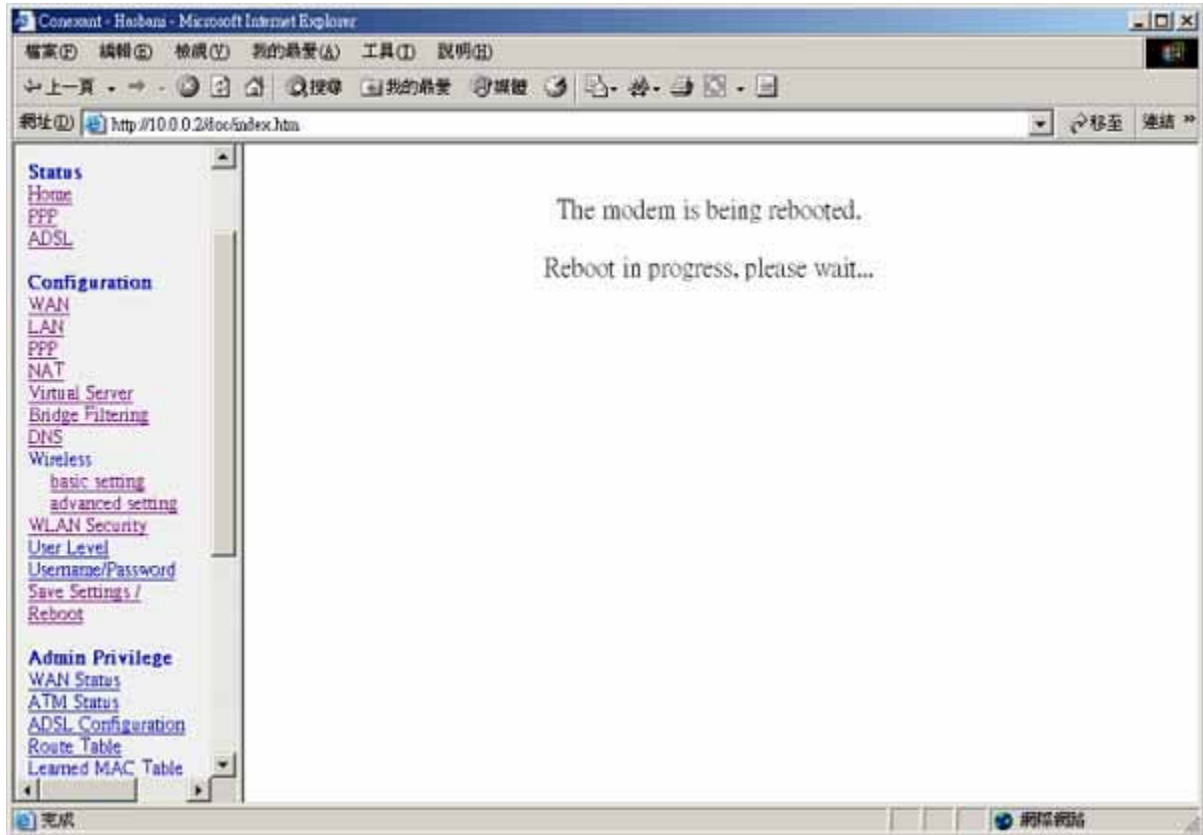 Conexant - Hasbani - Microsoft Internet Explorer
檔案(F) 編輯(E) 檢視(V) 我的最愛(A) 工具(T) 說明(H)
上一頁 搜尋 我的最愛 媒體
網址(D) http://10.0.0.2/doc/index.htm 移至 連結 »
Status
Home
PPP
ADSL
Configuration
WAN
LAN
PPP
NAT
Virtual Server
Bridge Filtering
DNS
Wireless
basic setting
advanced setting
WLAN Security
User Level
Username/Password
Save Settings /
Reboot
Admin Privilege
WAN Status
ATM Status
ADSL Configuration
Route Table
Learned MAC Table
The modem is being rebooted.
Reboot in progress, please wait...
完成 網際網路